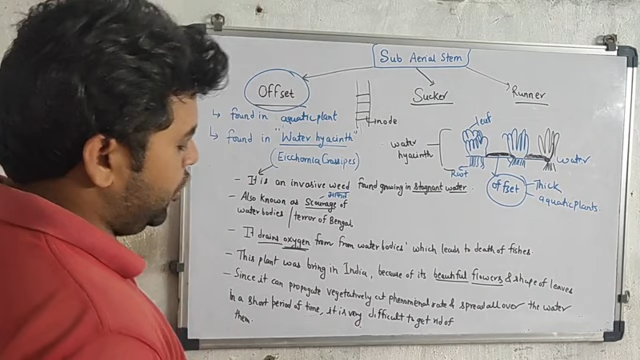 Sub Aerial Stem
Offset
Sucker
Runner
↳ found in aquatic plant
node
↳ found in "Water hyacinth"
(Eicchornia Crassipes)
leaf
water
hyacinth
Root
water
offset
Thick
aquatic plants
- It is an invasive weed found growing in stagnant water.
- Also known as Scourage of
water bodies / terror of Bengal
- It drains oxygen from from water bodies' which leads to death of fishes.
- This plant was bring in India, because of its beautiful flowers & shape of leaves
- Since it can propagate vegetatively at phenomenal rate & spread all over the water
in a short period of time, it is very difficult to get rid of
them.